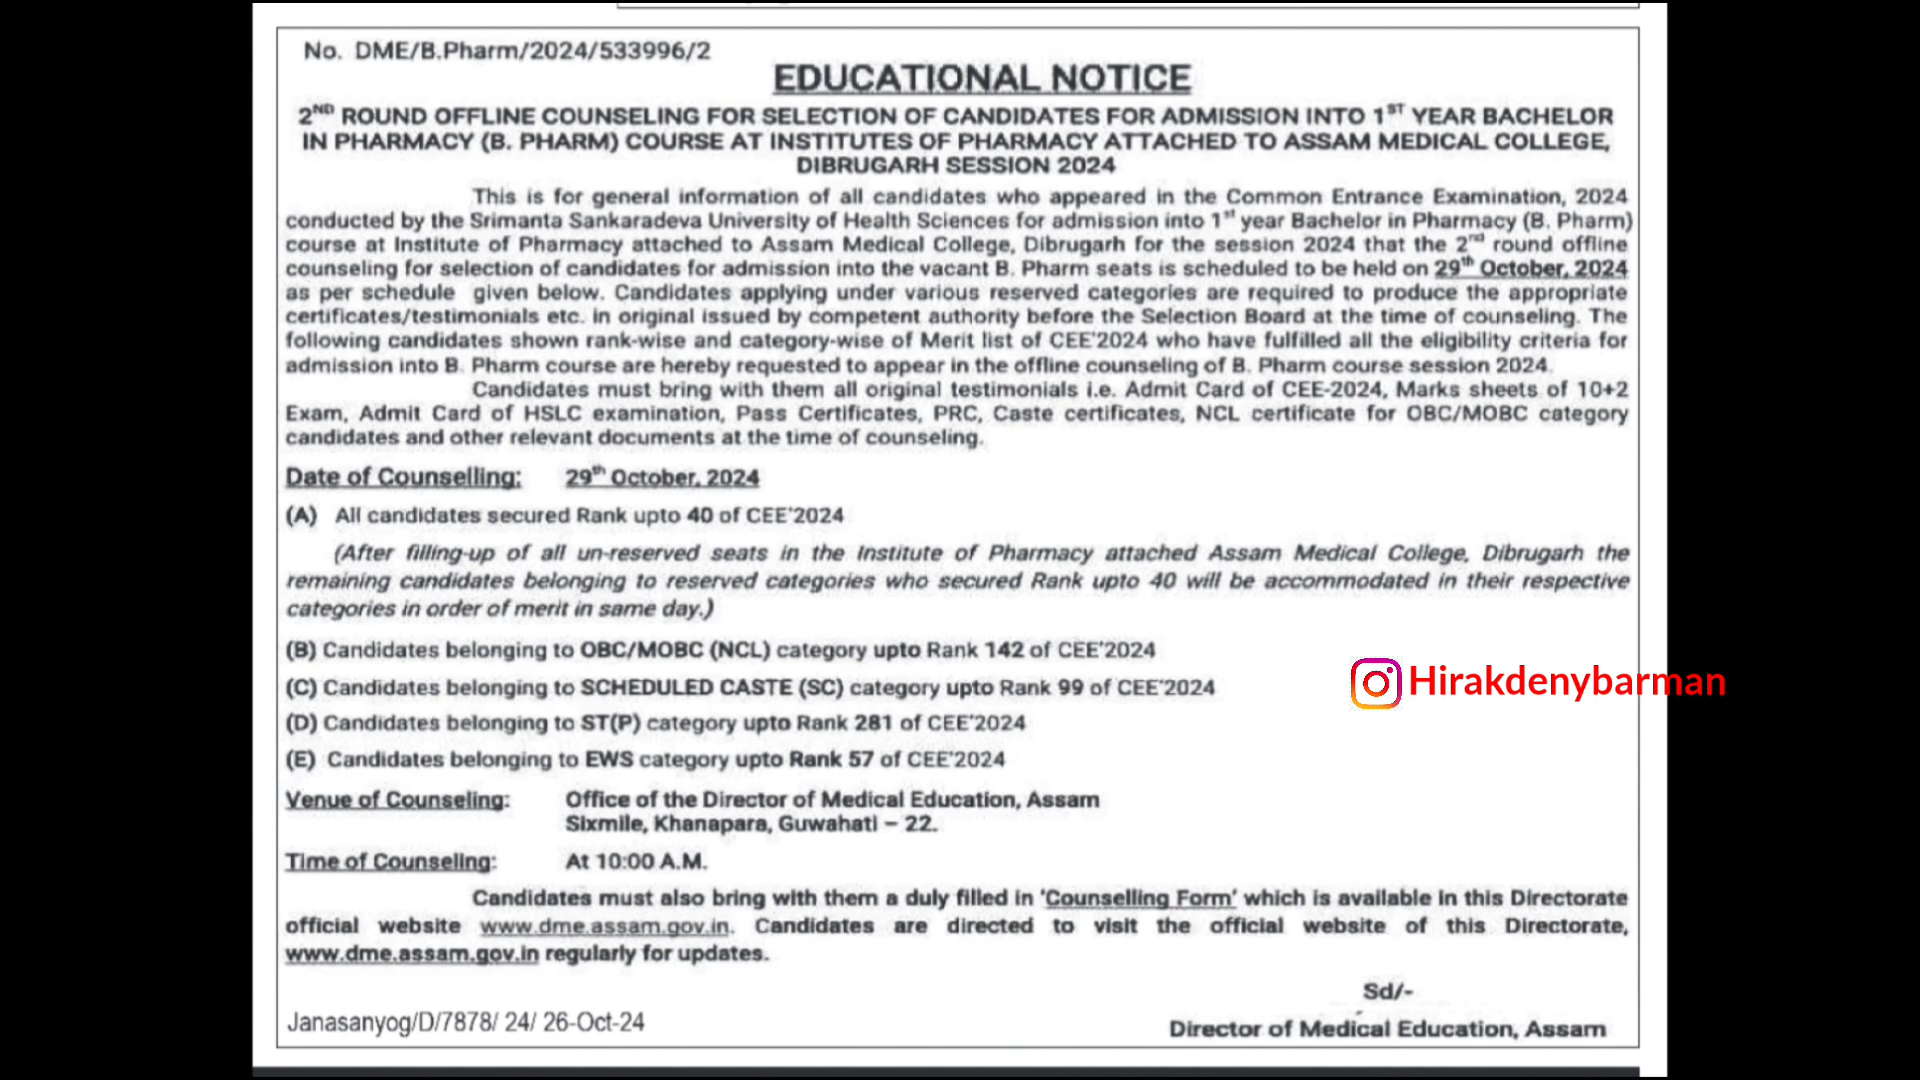 No. DME/B.Pharm/2024/533996/2
EDUCATIONAL NOTICE
2ND ROUND OFFLINE COUNSELING FOR SELECTION OF CANDIDATES FOR ADMISSION INTO 1ST YEAR BACHELOR
IN PHARMACY (B. PHARM) COURSE AT INSTITUTES OF PHARMACY ATTACHED TO ASSAM MEDICAL COLLEGE,
DIBRUGARH SESSION 2024
This is for general information of all candidates who appeared in the Common Entrance Examination, 2024
conducted by the Srimanta Sankaradeva University of Health Sciences for admission into 1st year Bachelor in Pharmacy (B. Pharm)
course at Institute of Pharmacy attached to Assam Medical College, Dibrugarh for the session 2024 that the 2nd round offline
counseling for selection of candidates for admission into the vacant B. Pharm seats is scheduled to be held on 29th October, 2024
as per schedule given below. Candidates applying under various reserved categories are required to produce the appropriate
certificates/testimonials etc. in original issued by competent authority before the Selection Board at the time of counseling. The
following candidates shown rank-wise and category-wise of Merit list of CEE'2024 who have fulfilled all the eligibility criteria for
admission into B. Pharm course are hereby requested to appear in the offline counseling of B. Pharm course session 2024.
Candidates must bring with them all original testimonials i.e. Admit Card of CEE-2024, Marks sheets of 10+2
Exam, Admit Card of HSLC examination, Pass Certificates, PRC, Caste certificates, NCL certificate for OBC/MOBC category
candidates and other relevant documents at the time of counseling.
Date of Counselling: 29th October, 2024
(A) All candidates secured Rank upto 40 of CEE'2024
(After filling-up of all un-reserved seats in the Institute of Pharmacy attached Assam Medical College, Dibrugarh the
remaining candidates belonging to reserved categories who secured Rank upto 40 will be accommodated in their respective
categories in order of merit in same day.)
(B) Candidates belonging to OBC/MOBC (NCL) category upto Rank 142 of CEE'2024
(C) Candidates belonging to SCHEDULED CASTE (SC) category upto Rank 99 of CEE'2024
Hirakdenybarman
(D) Candidates belonging to ST(P) category upto Rank 281 of CEE'2024
(E) Candidates belonging to EWS category upto Rank 57 of CEE'2024
Venue of Counseling: Office of the Director of Medical Education, Assam
Sixmile, Khanapara, Guwahati – 22.
Time of Counseling: At 10:00 A.M.
Candidates must also bring with them a duly filled in 'Counselling Form' which is available in this Directorate
official website www.dme.assam.gov.in. Candidates are directed to visit the official website of this Directorate,
www.dme.assam.gov.in regularly for updates.
Sd/-
Janasanyog/D/7878/ 24/ 26-Oct-24
Director of Medical Education, Assam